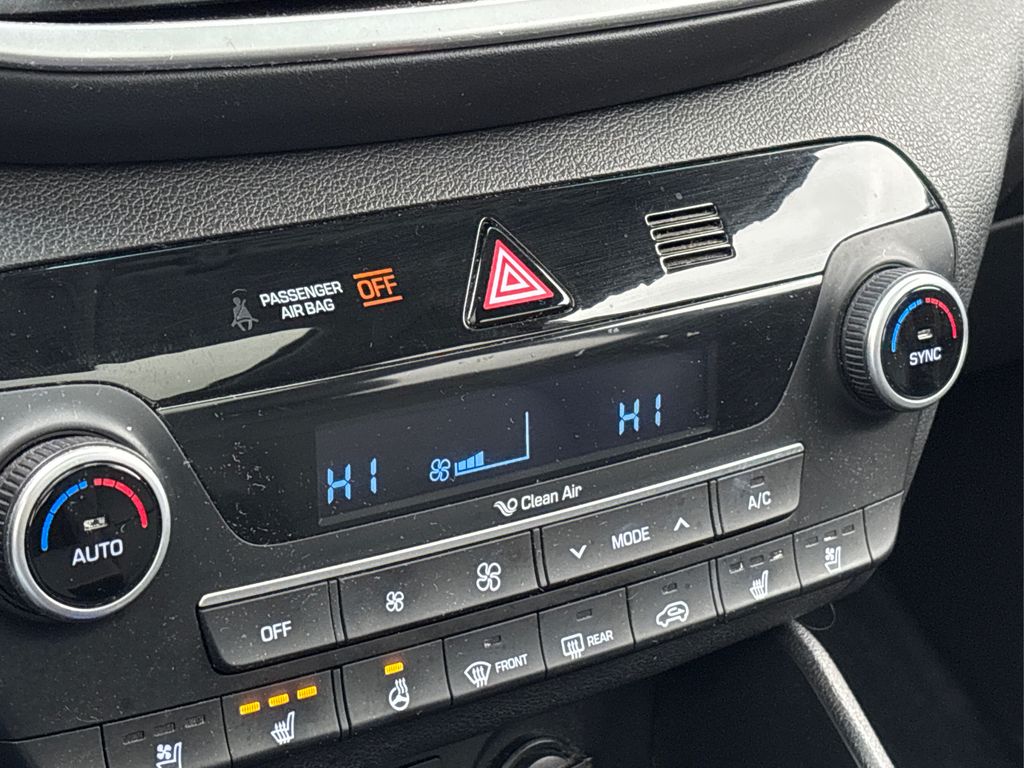 PASSENGER
AIR BAG
OFF
SYNC
HI
HI
AUTO
Clean Air
A/C
MODE
OFF
REAR
FRONT